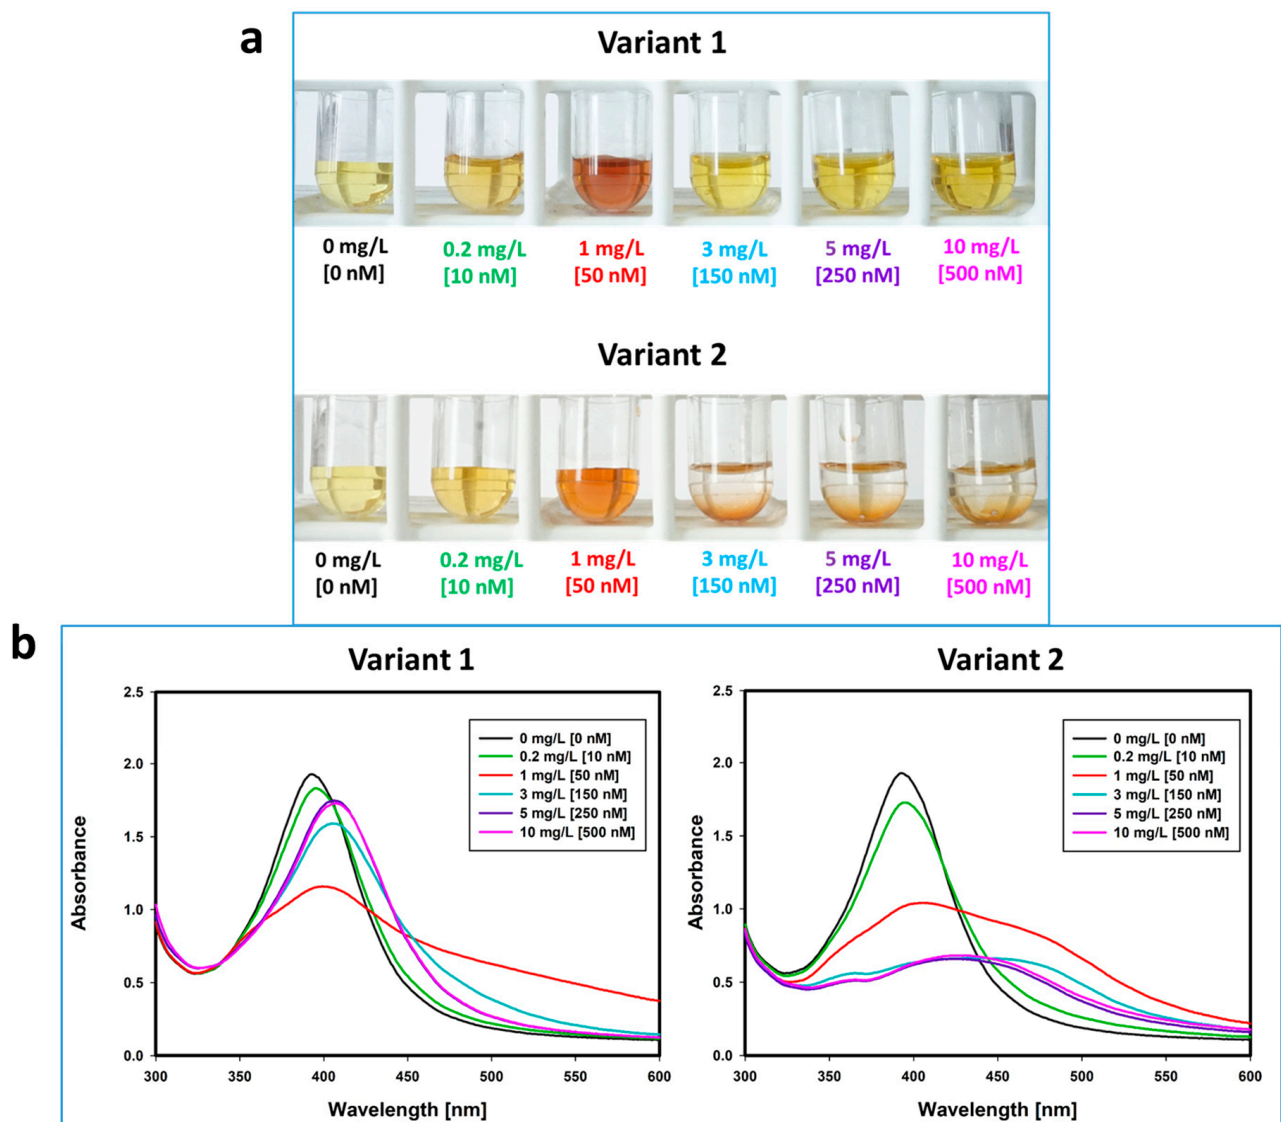 a
Variant 1
0 mg/L 0.2 mg/L 1 mg/L 3 mg/L 5 mg/L 10 mg/L
[0 nM] [10 nM] [50 nM] [150 nM] [250 nM] [500 nM]
Variant 2
0 mg/L 0.2 mg/L 1 mg/L 3 mg/L 5 mg/L 10 mg/L
[0 nM] [10 nM] [50 nM] [150 nM] [250 nM] [500 nM]
b
Variant 1
2.5
2.0
1.5
1.0
0.5
0.0
Absorbance
0 mg/L [0 nM]
0.2 mg/L [10 nM]
1 mg/L [50 nM]
3 mg/L [150 nM]
5 mg/L [250 nM]
10 mg/L [500 nM]
300 350 400 450 500 550 600
Wavelength [nm]
Variant 2
2.5
2.0
1.5
1.0
0.5
0.0
Absorbance
0 mg/L [0 nM]
0.2 mg/L [10 nM]
1 mg/L [50 nM]
3 mg/L [150 nM]
5 mg/L [250 nM]
10 mg/L [500 nM]
300 350 400 450 500 550 600
Wavelength [nm]